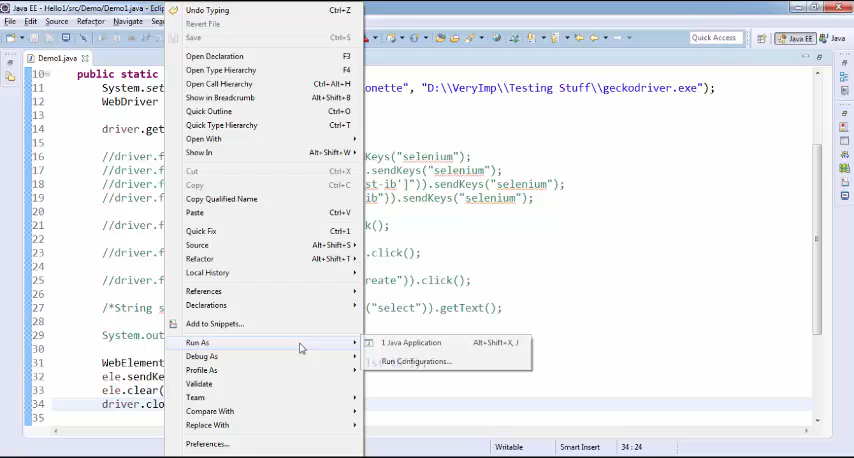 Java EE - Hello1/src/Demo/Demo1.java - Eclip
File Edit Source Refactor Navigate Sea
Quick Access
Java EE
Java
Demo1.java
Undo Typing Ctrl+Z
Revert File
Save Ctrl+S
Open Declaration F3
Open Type Hierarchy F4
Open Call Hierarchy Ctrl+Alt+H
Show in Breadcrumb Alt+Shift+B
Quick Outline Ctrl+O
Quick Type Hierarchy Ctrl+T
Open With
Show In Alt+Shift+W
Cut Ctrl+X
Copy Ctrl+C
Copy Qualified Name
Paste Ctrl+V
Quick Fix Ctrl+1
Source Alt+Shift+S
Refactor Alt+Shift+T
Local History
References
Declarations
Add to Snippets...
Run As
Debug As
Profile As
Validate
Team
Compare With
Replace With
Preferences...
1 Java Application Alt+Shift+X, J
Run Configurations...
10 public static
11 System.set onette", "D:\\VeryImp\\Testing Stuff\\geckodriver.exe");
12 WebDriver
13
14 driver.get
16 //driver.f Keys("selenium");
17 //driver.f .sendKeys("selenium");
18 //driver.f st-ib']")).sendKeys("selenium");
19 //driver.f ib")).sendKeys("selenium");
21 //driver.f k();
23 //driver.f .click();
25 //driver.f reate")).click();
27 /*String s ("select")).getText();
29 System.out
31 WebElement
32 ele.sendKe
33 ele.clear(
34 driver.clo
35
Writable Smart Insert 34 : 24